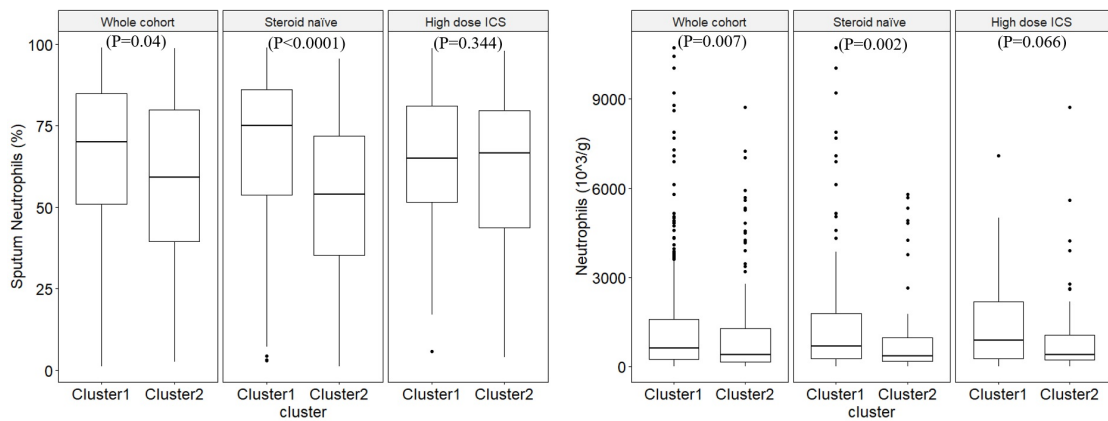 Whole cohort Steroid naïve High dose ICS
(P=0.04) (P<0.0001) (P=0.344)
100
75
50
25
0
Sputum Neutrophils (%)
Cluster1 Cluster2 Cluster1 Cluster2 Cluster1 Cluster2
cluster
Whole cohort Steroid naïve High dose ICS
(P=0.007) (P=0.002) (P=0.066)
9000
6000
3000
0
Neutrophils (10^3/g)
Cluster1 Cluster2 Cluster1 Cluster2 Cluster1 Cluster2
cluster